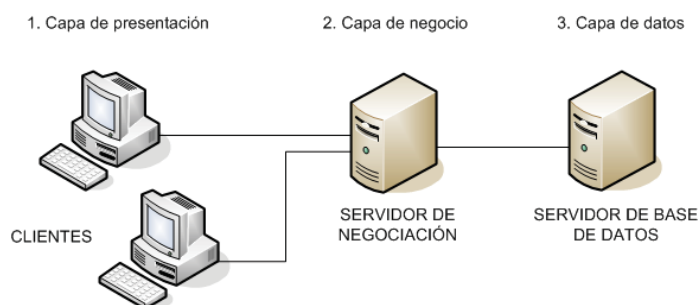 1. Capa de presentación
2. Capa de negocio
3. Capa de datos
CLIENTES
SERVIDOR DE
NEGOCIACIÓN
SERVIDOR DE BASE
DE DATOS